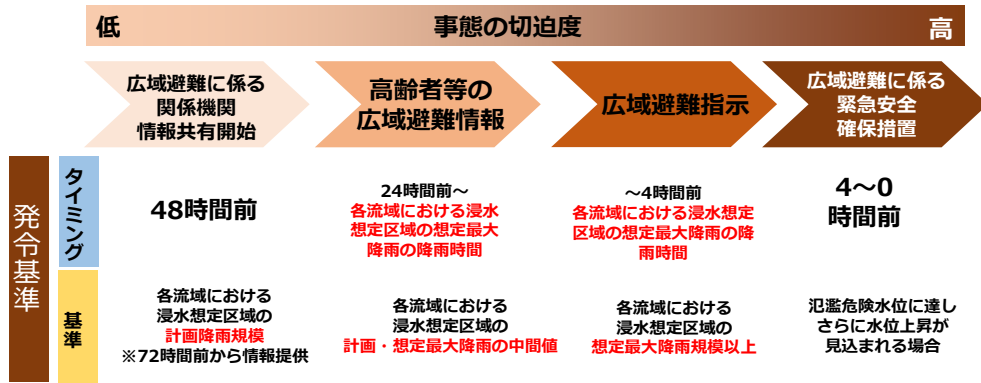 低
事態の切迫度
高
広域避難に係る
関係機関
情報共有開始
高齢者等の
広域避難情報
広域避難指示
広域避難に係る
緊急安全
確保措置
発令基準
タイミング
48時間前
24時間前～
各流域における浸水
想定区域の想定最大
降雨の降雨時間
～4時間前
各流域における浸水想定
区域の想定最大降雨の降
雨時間
4～0
時間前
基準
各流域における
浸水想定区域の
計画降雨規模
※72時間前から情報提供
各流域における
浸水想定区域の
計画・想定最大降雨の中間値
各流域における
浸水想定区域の
想定最大降雨規模以上
氾濫危険水位に達し
さらに水位上昇が
見込まれる場合